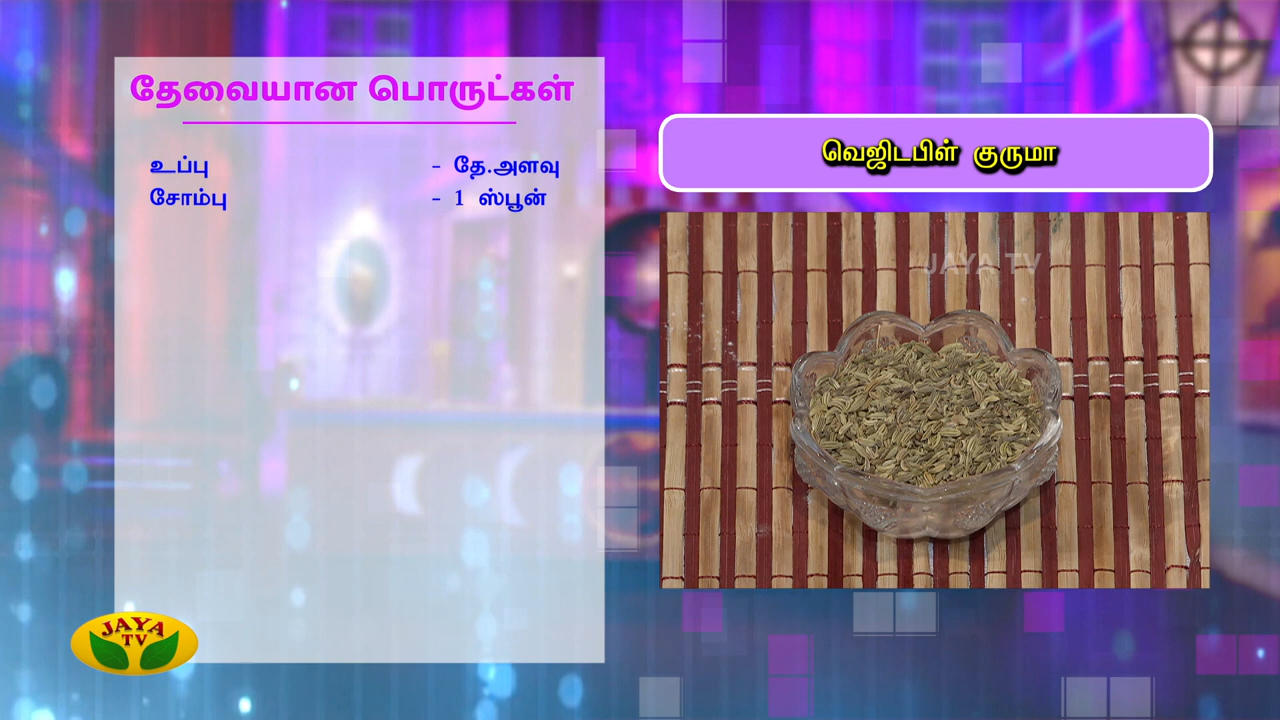 தேவையான பொருட்கள்
உப்பு - தே.அளவு
சோம்பு - 1 ஸ்பூன்
வெஜிடபிள் குருமா
JAYA TV
JAYA
TV